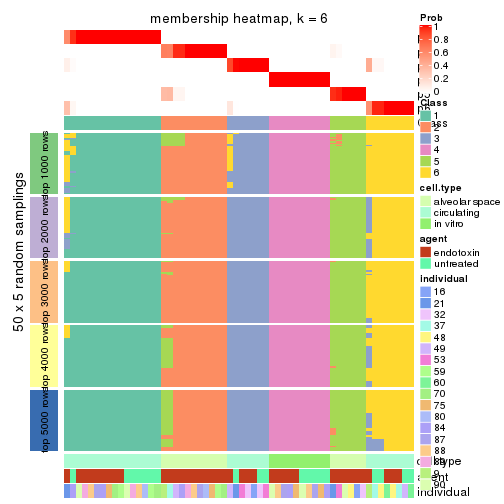 membership heatmap, k = 6
50 x 5 random samplings
top 1000 rows
top 2000 rows
top 3000 rows
top 4000 rows
top 5000 rows
Prob
1
0.8
0.6
0.4
0.2
0
Class
1
2
3
4
5
6
cell.type
alveolar space
circulating
in vitro
agent
endotoxin
untreated
individual
16
21
32
37
48
49
53
59
60
70
75
80
84
87
88
9
90
individual